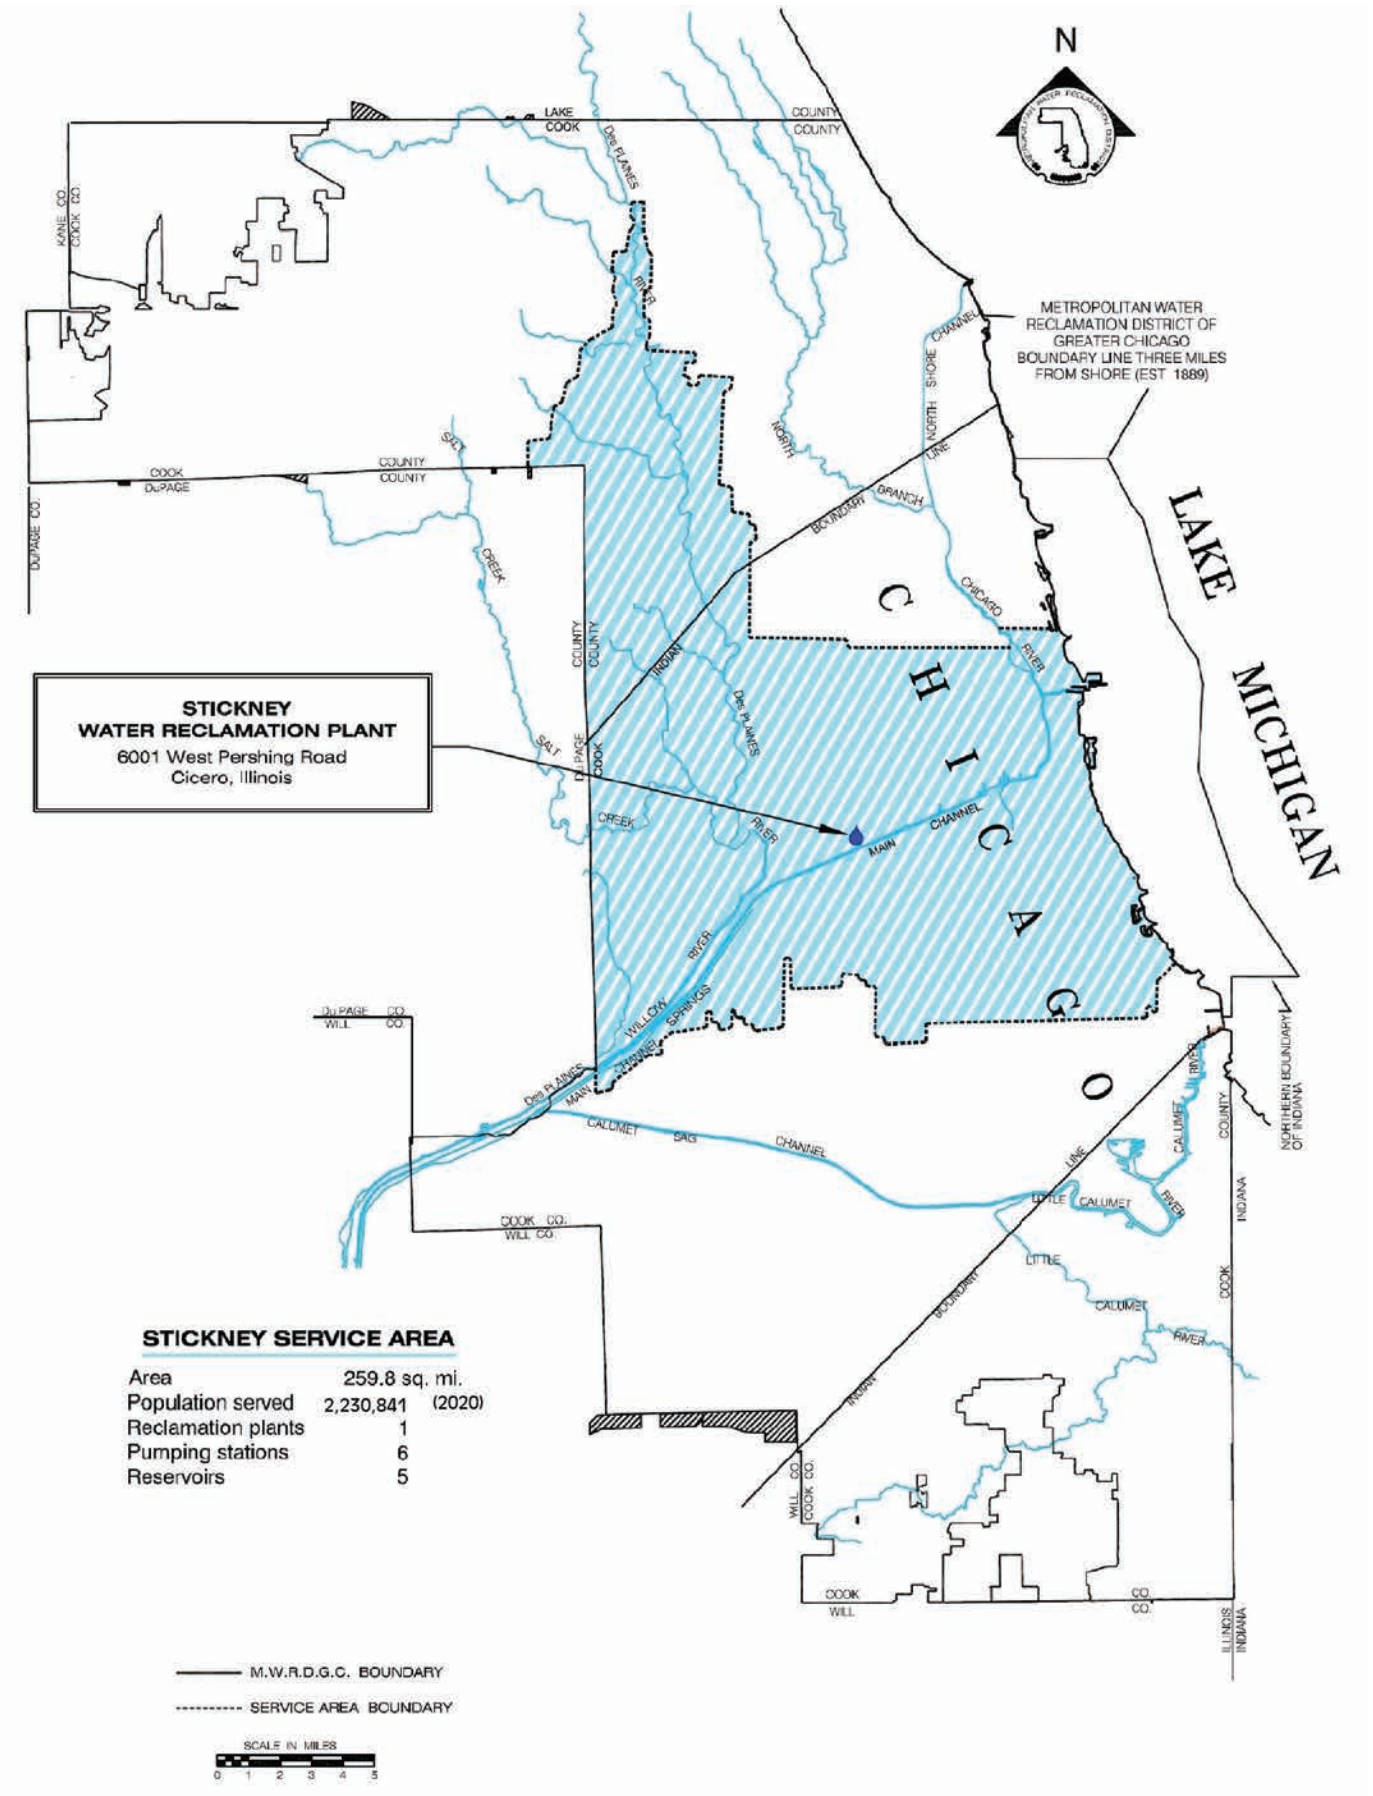 N
METROPOLITAN WATER RECLAMATION DISTRICT
LAKE
COOK
COUNTY
COUNTY
Des PLAINES
RIVER
KANE CO.
COOK CO.
CHANNEL
NORTH SHORE
METROPOLITAN WATER
RECLAMATION DISTRICT OF
GREATER CHICAGO
BOUNDARY LINE THREE MILES
FROM SHORE (EST 1889)
NORTH
BRANCH
BOUNDARY
LINE
SALT
CREEK
COOK
DuPAGE
COUNTY
COUNTY
DuPAGE CO.
LAKE
MICHIGAN
CHICAGO
CHICAGO
RIVER
COUNTY
COUNTY
INDIAN
Des PLAINES
STICKNEY
WATER RECLAMATION PLANT
6001 West Pershing Road
Cicero, Illinois
SALT
DuPAGE
COOK
CREEK
RIVER
MAIN
CHANNEL
RIVER
WILLOW
SPRINGS
CHANNEL
DuPAGE CO.
WILL CO.
Des PLAINES
MAIN
CALUMET SAG CHANNEL
LINE
CALUMET
RIVER
COUNTY
NORTHERN BOUNDARY
OF INDIANA
LITTLE CALUMET
RIVER
INDIANA
COOK
COOK CO.
WILL CO.
LITTLE
CALUMET
RIVER
BOUNDARY
INDIAN
STICKNEY SERVICE AREA
Area 259.8 sq. mi.
Population served 2,230,841 (2020)
Reclamation plants 1
Pumping stations 6
Reservoirs 5
WILL CO.
COOK CO.
COOK
WILL
CO.
CO.
ILLINOIS
INDIANA
M.W.R.D.G.C. BOUNDARY
SERVICE AREA BOUNDARY
SCALE IN MILES
0 1 2 3 4 5